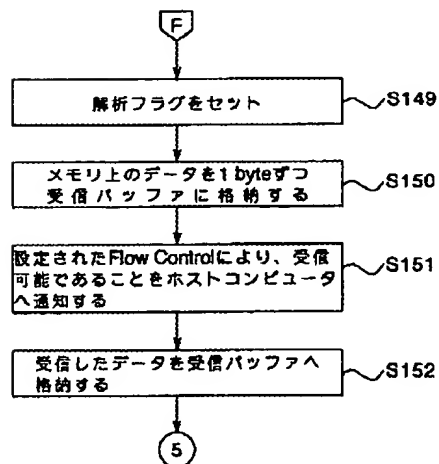 F
解析フラグをセット
S149
メモリ上のデータを1 byteずつ
受信バッファに格納する
S150
設定されたFlow Controlにより、受信
可能であることをホストコンピュータ
へ通知する
S151
受信したデータを受信バッファへ
格納する
S152
5